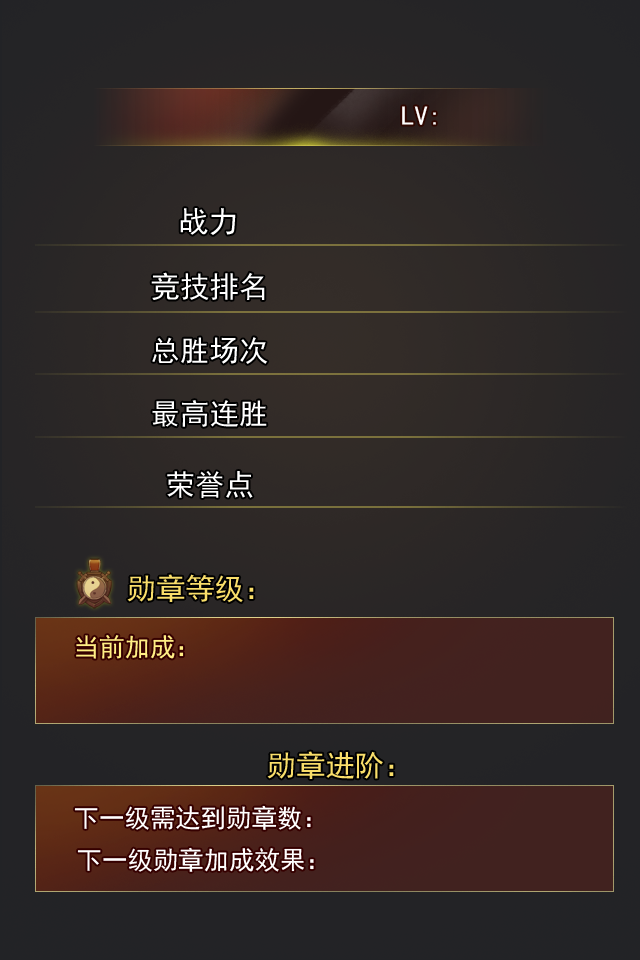 LV:
战力
竞技排名
总胜场次
最高连胜
荣誉点
勋章等级：
当前加成：
勋章进阶：
下一级需达到勋章数：
下一级勋章加成效果：